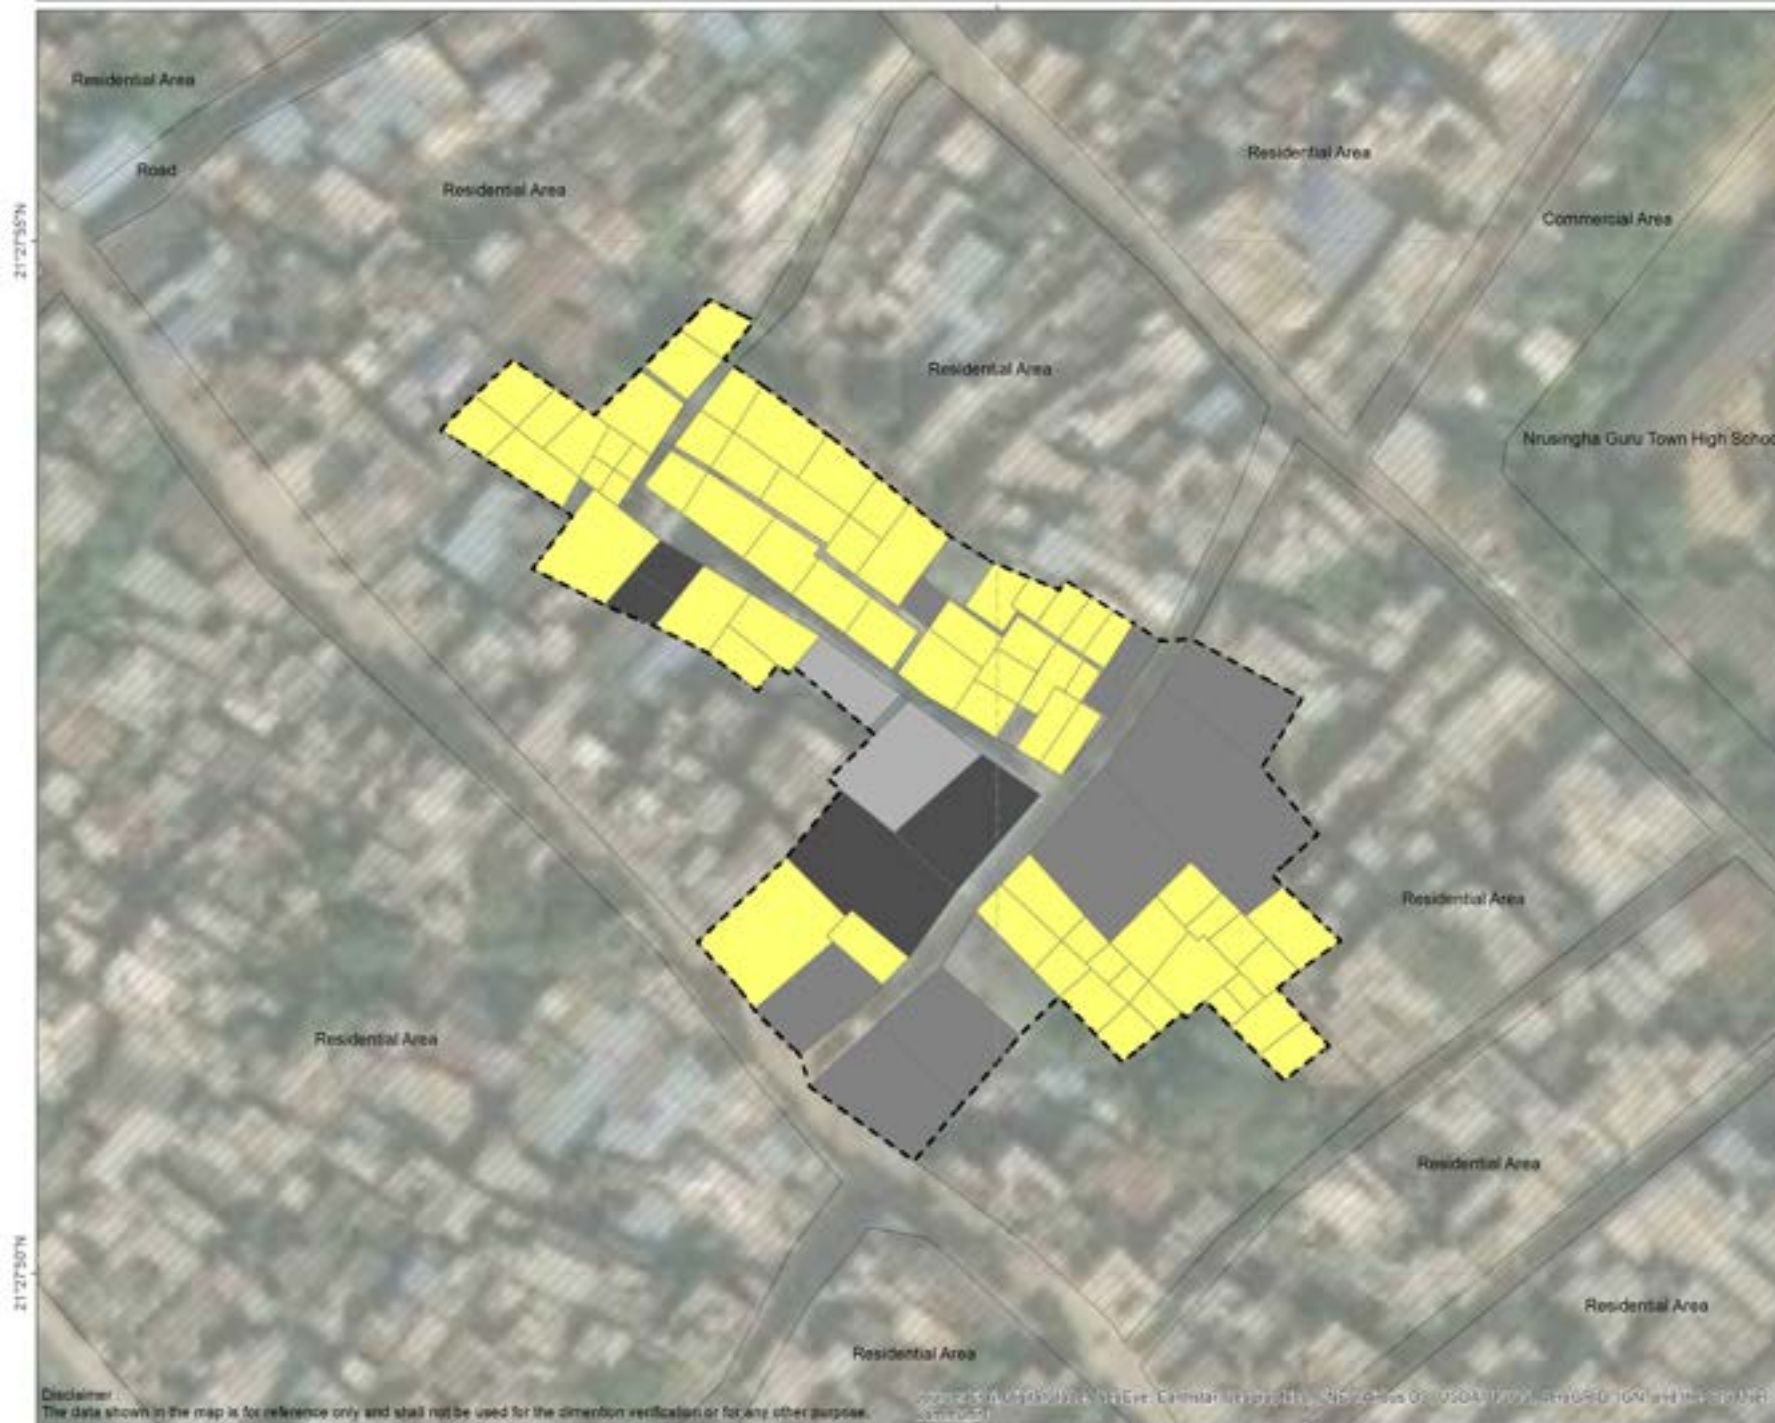 Residential Area
Residential Area
Road
Residential Area
Commercial Area
21°27'55"N
Residential Area
Nrusingha Guru Town High Schoo
Residential Area
Residential Area
Residential Area
21°27'50"N
Residential Area
Residential Area
Disclaimer
The data shown in the map is for reference only and shall not be used for the dimention verification or for any other purpose.